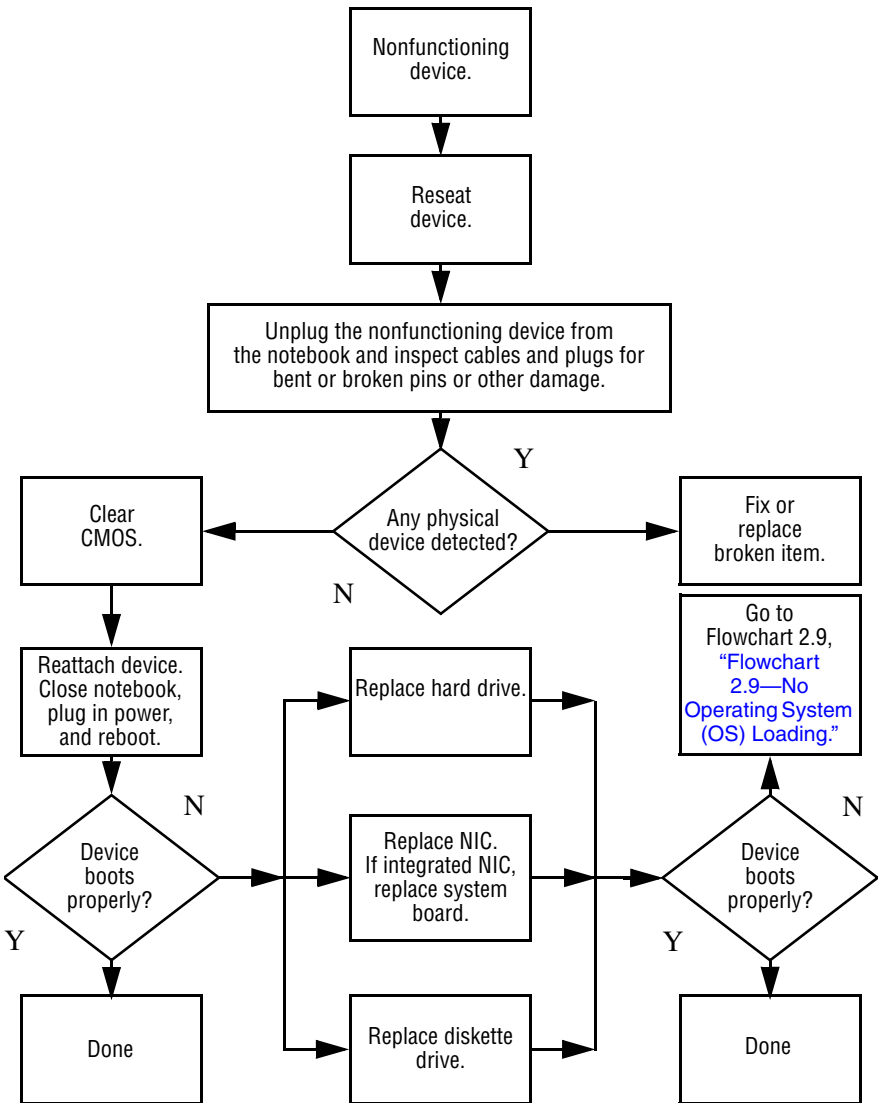 Nonfunctioning
device.
Reseat
device.
Unplug the nonfunctioning device from
the notebook and inspect cables and plugs for
bent or broken pins or other damage.
Y
Any physical
device detected?
N
Clear
CMOS.
Fix or
replace
broken item.
Reattach device.
Close notebook,
plug in power,
and reboot.
Replace hard drive.
Go to
Flowchart 2.9,
“Flowchart
2.9—No
Operating System
(OS) Loading.”
N
Device
boots
properly?
Y
Replace NIC.
If integrated NIC,
replace system
board.
N
Device
boots
properly?
Y
Done
Replace diskette
drive.
Done